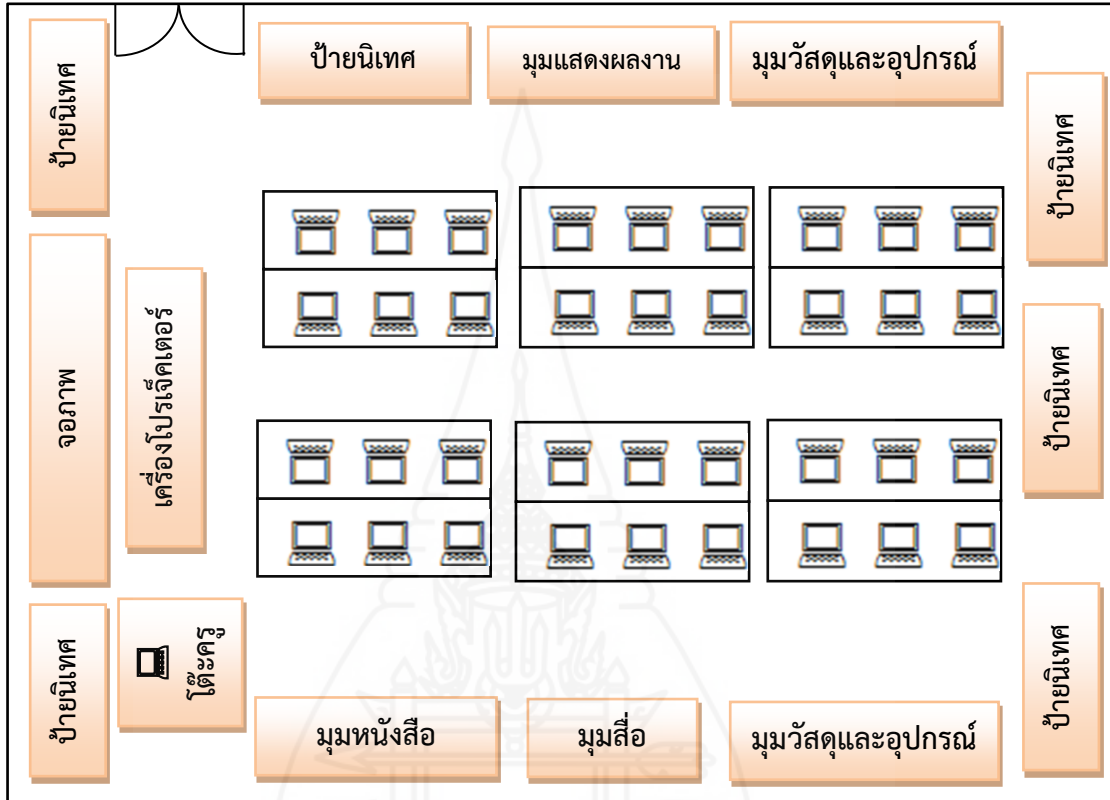 ป้ายนิเทศ
ป้ายนิเทศ
มุมแสดงผลงาน
มุมวัสดุและอุปกรณ์
ป้ายนิเทศ
จอภาพ
เครื่องโปรเจ็คเตอร์
ป้ายนิเทศ
ป้ายนิเทศ
โต๊ะครู
มุมหนังสือ
มุมสื่อ
มุมวัสดุและอุปกรณ์
ป้ายนิเทศ